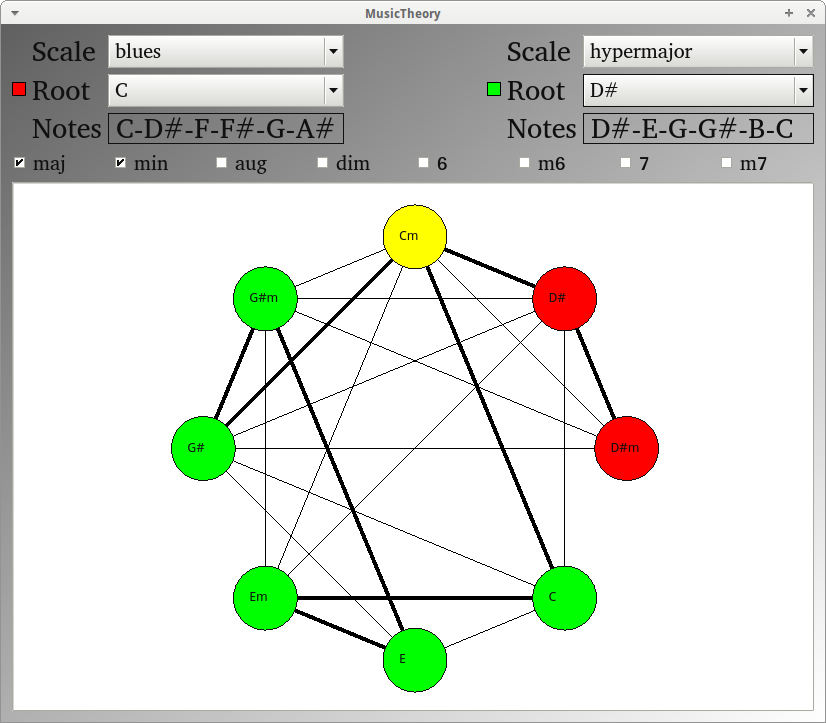 MusicTheory
Scale blues Scale hypermajor
Root C Root D#
Notes C-D#-F-F#-G-A# Notes D#-E-G-G#-B-C
maj min aug dim 6 m6 7 m7
Cm
G#m D#
G# D#m
Em C
E